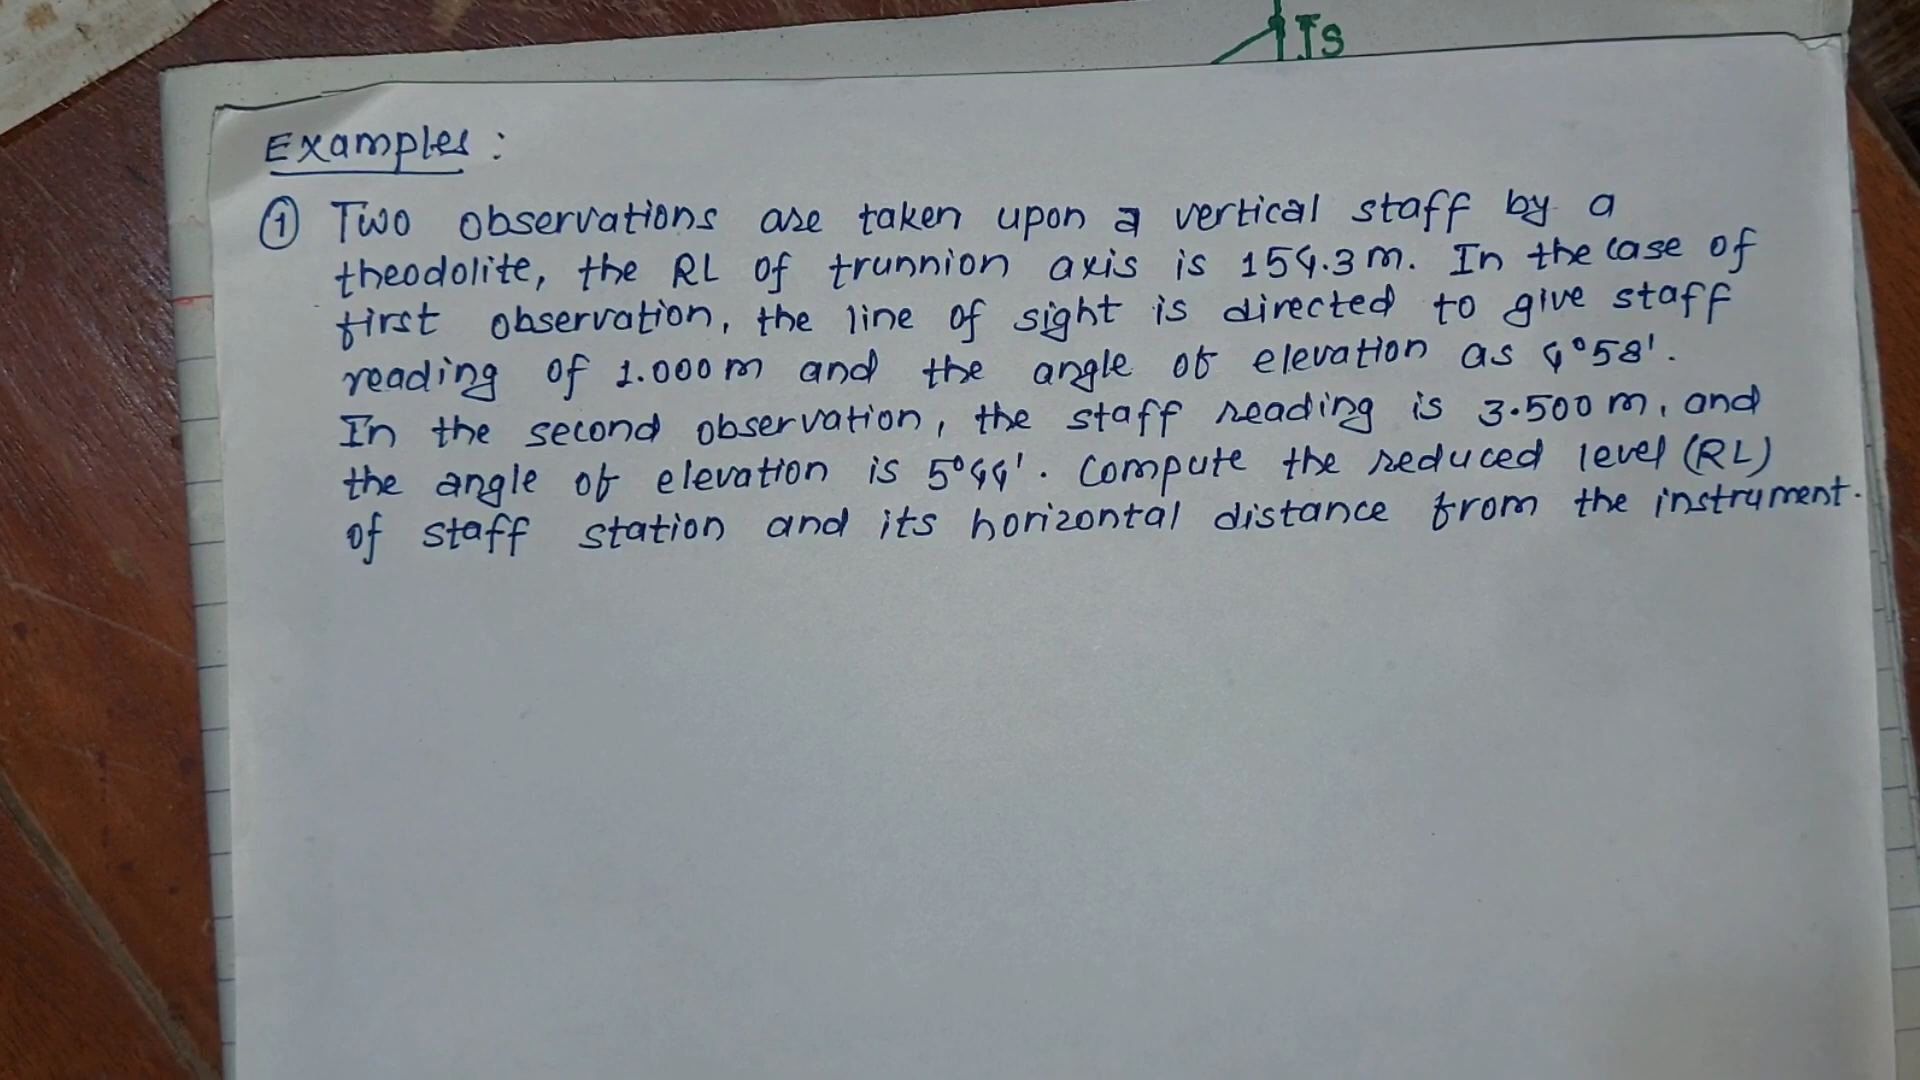 Is
Examples :
① Two observations are taken upon a vertical staff by a
theodolite, the RL of trunnion axis is 154.3 m. In the case of
first observation, the line of sight is directed to give staff
reading of 1.000 m and the angle of elevation as 4°58'.
In the second observation, the staff reading is 3.500 m, and
the angle of elevation is 5°44'. Compute the reduced level (RL)
of staff station and its horizontal distance from the instrument.